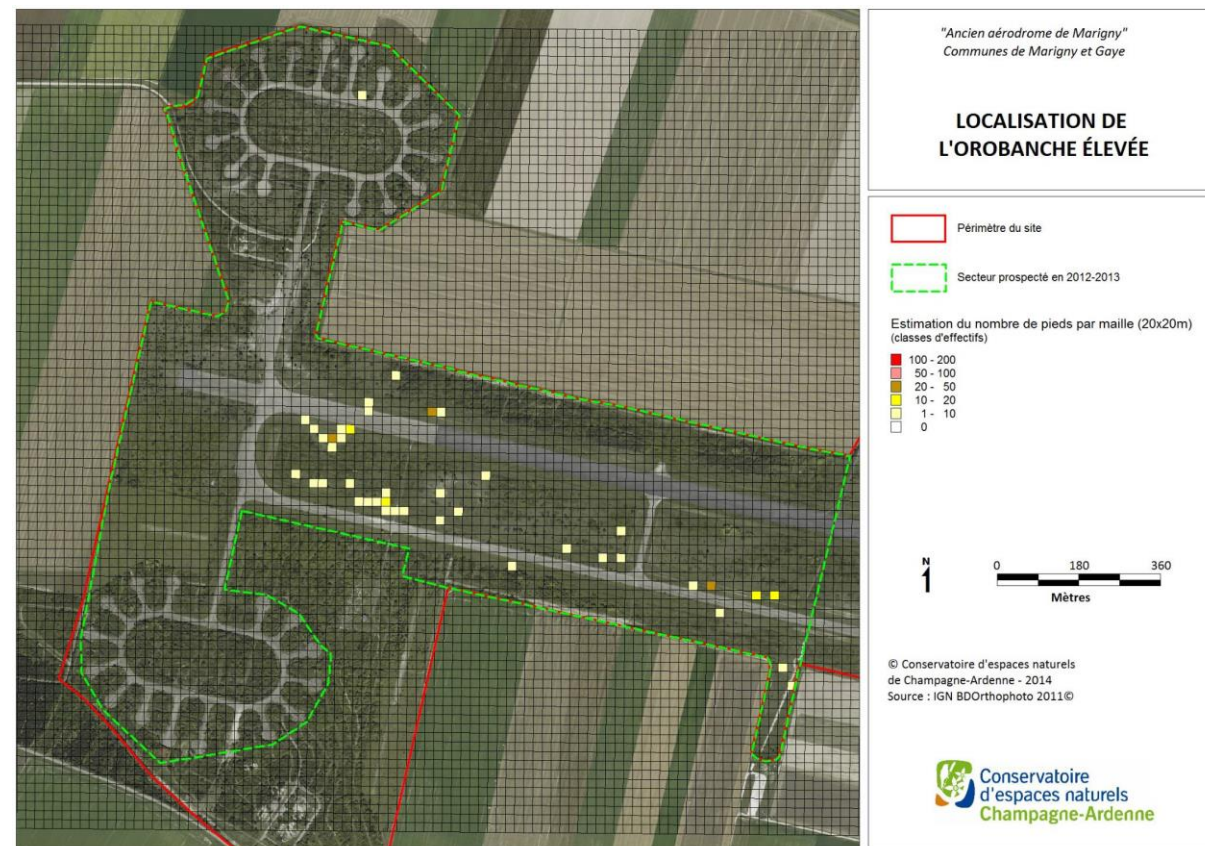 "Ancien aérodrome de Marigny"
Communes de Marigny et Gaye
LOCALISATION DE
L'OROBANCHE ÉLEVÉE
Périmètre du site
Secteur prospecté en 2012-2013
Estimation du nombre de pieds par maille (20x20m)
(classes d'effectifs)
100 - 200
50 - 100
20 - 50
10 - 20
1 - 10
0
N
0 180 360
Mètres
© Conservatoire d'espaces naturels
de Champagne-Ardenne - 2014
Source : IGN BDOrthophoto 2011©
Conservatoire
d'espaces naturels
Champagne-Ardenne